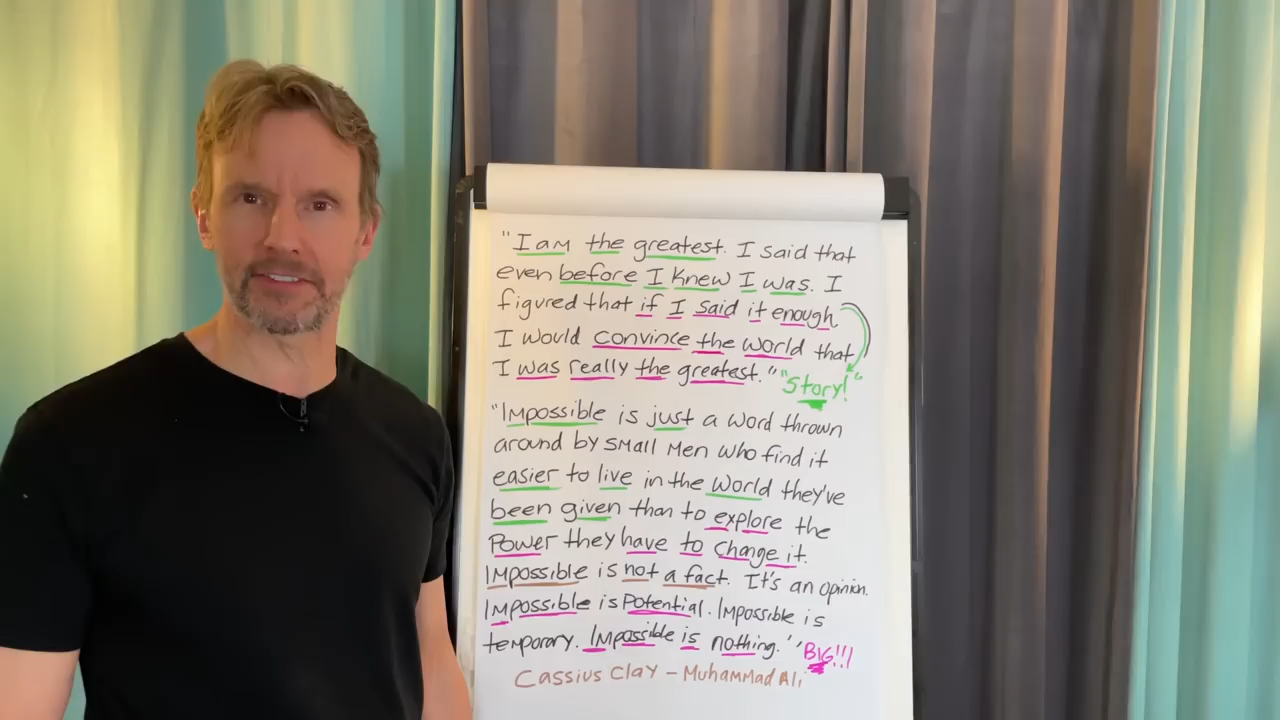 "I am the greatest. I said that
even before I Knew I was. I
figured that if I said it enough
I would convince the world that
I was really the greatest."
"Story!"
"Impossible is just a word thrown
around by small men who find it
easier to live in the world they've
been given than to explore the
Power they have to change it.
Impossible is not a fact. It's an opinion.
Impossible is Potential. Impossible is
temporary. Impossible is nothing."
"BIG!!!
Cassius Clay - Muhammad Ali